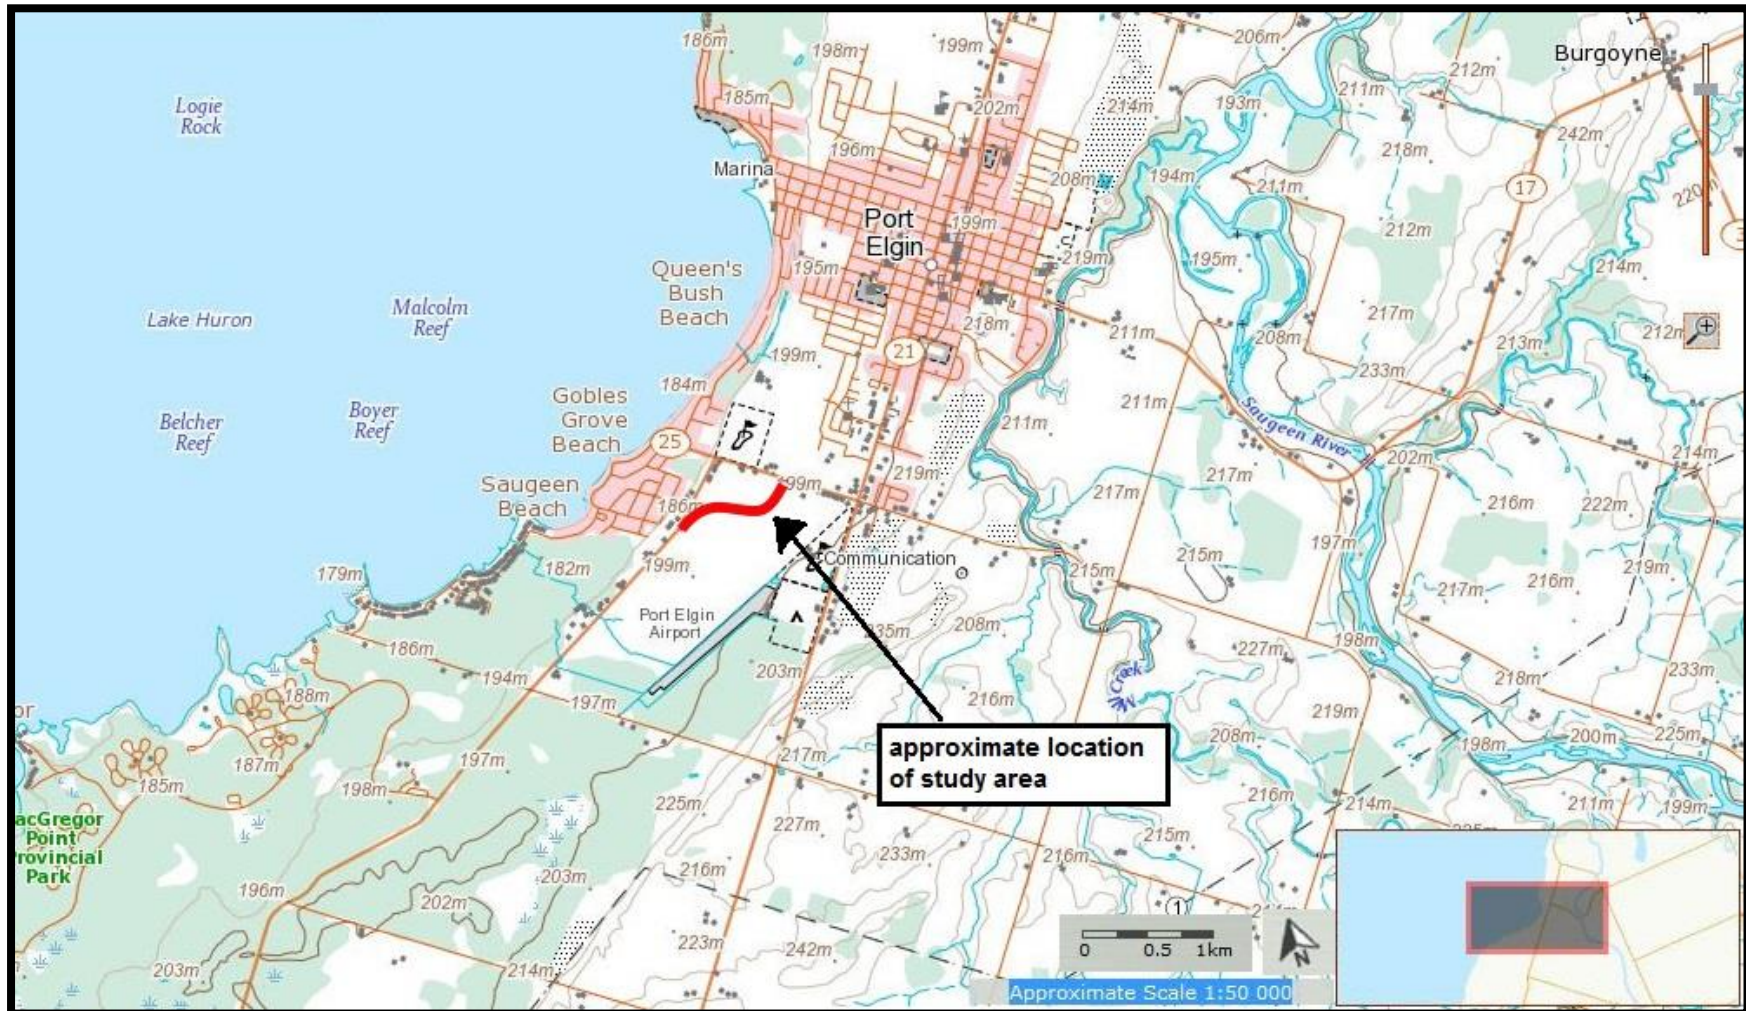 186m
198m
199m
206m
Burgoyne
212m
Logie
Rock
185m
202m
214m
193m
211m
242m
Marina
196m
218m
208m
194m
211m
17
Port
Elgin
199m
212m
219m
Queen's
Bush
Beach
195m
195m
214m
Lake Huron
Malcolm
Reef
218m
211m
217m
208m
213m
199m
21
233m
184m
Gobles
Grove
Beach
211m
Belcher
Reef
Boyer
Reef
25
211m
Saugeen River
202m
214m
Saugeen
Beach
199m
219m
217m
217m
216m
222m
186m
197m
Communication
179m
182m
199m
215m
215m
217m
216m
219m
Port Elgin
Airport
235m
208m
198m
186m
227m
188m
194m
203m
Mill Creek
218m
233m
197m
216m
219m
approximate location
of study area
217m
208m
198m
200m
225m
187m
197m
185m
198m
225m
216m
214m
211m
199m
acGregor
Point
Provincial
Park
227m
215m
233m
216m
216m
203m
196m
202m
1
223m
242m
203m
214m
0 0.5 1km
N
Approximate Scale 1:50 000